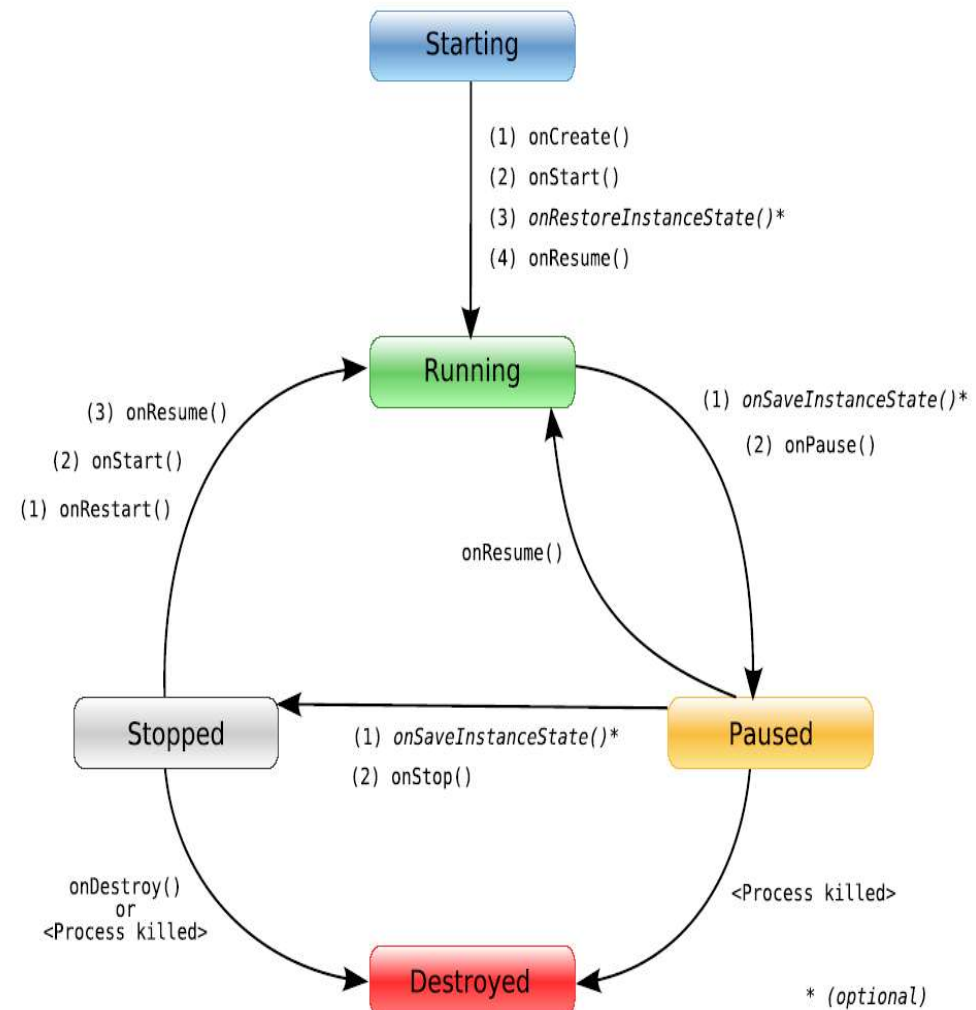 Starting
(1) onCreate()
(2) onStart()
(3) onRestoreInstanceState()*
(4) onResume()
Running
(3) onResume()
(2) onStart()
(1) onRestart()
(1) onSaveInstanceState()*
(2) onPause()
onResume()
Stopped
(1) onSaveInstanceState()*
(2) onStop()
Paused
onDestroy()
or
<Process killed>
<Process killed>
Destroyed
* (optional)